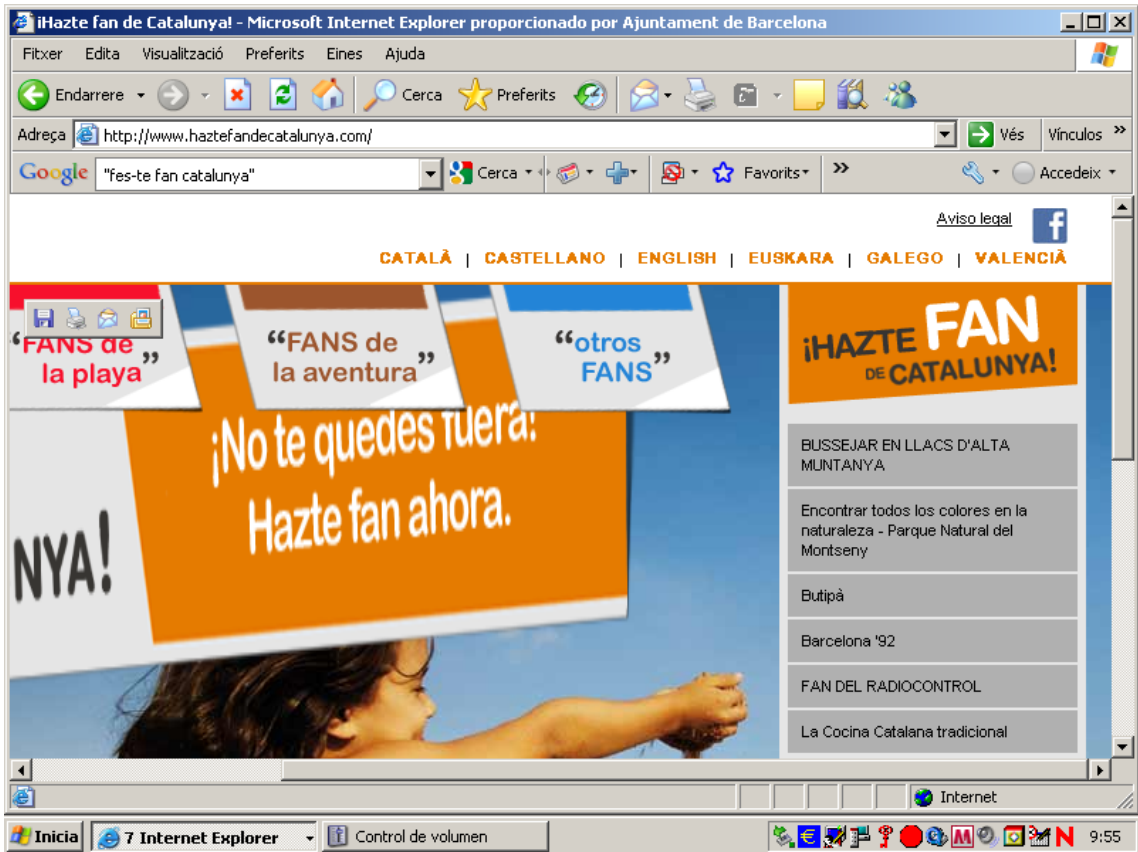 ¡Hazte fan de Catalunya! - Microsoft Internet Explorer proporcionado por Ajuntament de Barcelona
Fitxer Edita Visualització Preferits Eines Ajuda
Endarrere Cerca Preferits
Adreça http://www.haztefandecatalunya.com/ Vés Vínculos »
Google "fes-te fan catalunya" Cerca Favorits » Accedeix
Aviso legal f
CATALÀ | CASTELLANO | ENGLISH | EUSKARA | GALEGO | VALENCIÀ
“FANS de
la playa”
“FANS de
la aventura”
“otros
FANS”
¡No te quedes fuera!
Hazte fan ahora.
NYA!
¡HAZTE FAN
DE CATALUNYA!
BUSSEJAR EN LLACS D'ALTA
MUNTANYA
Encontrar todos los colores en la
naturaleza - Parque Natural del
Montseny
Butipà
Barcelona '92
FAN DEL RADIOCONTROL
La Cocina Catalana tradicional
Internet
Inicia 7 Internet Explorer Control de volumen 9:55